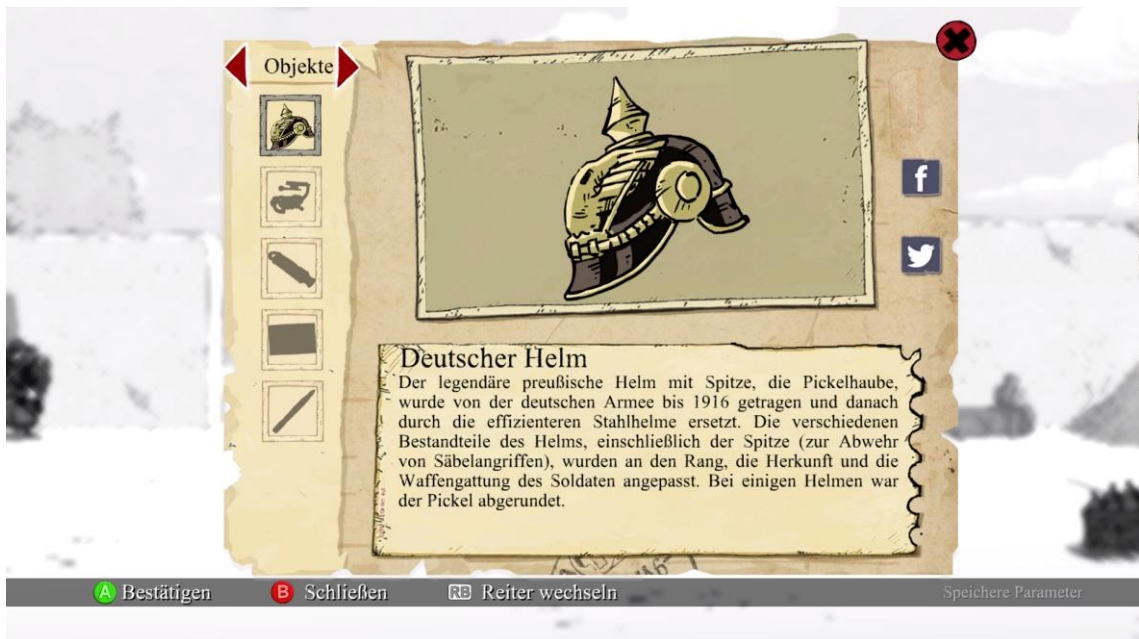 Objekte
f
Deutscher Helm
Der legendäre preußische Helm mit Spitze, die Pickelhaube,
wurde von der deutschen Armee bis 1916 getragen und danach
durch die effizienteren Stahlhelme ersetzt. Die verschiedenen
Bestandteile des Helms, einschließlich der Spitze (zur Abwehr
von Säbelangriffen), wurden an den Rang, die Herkunft und die
Waffengattung des Soldaten angepasst. Bei einigen Helmen war
der Pickel abgerundet.
A Bestätigen B Schließen RB Reiter wechseln Speichere Parameter